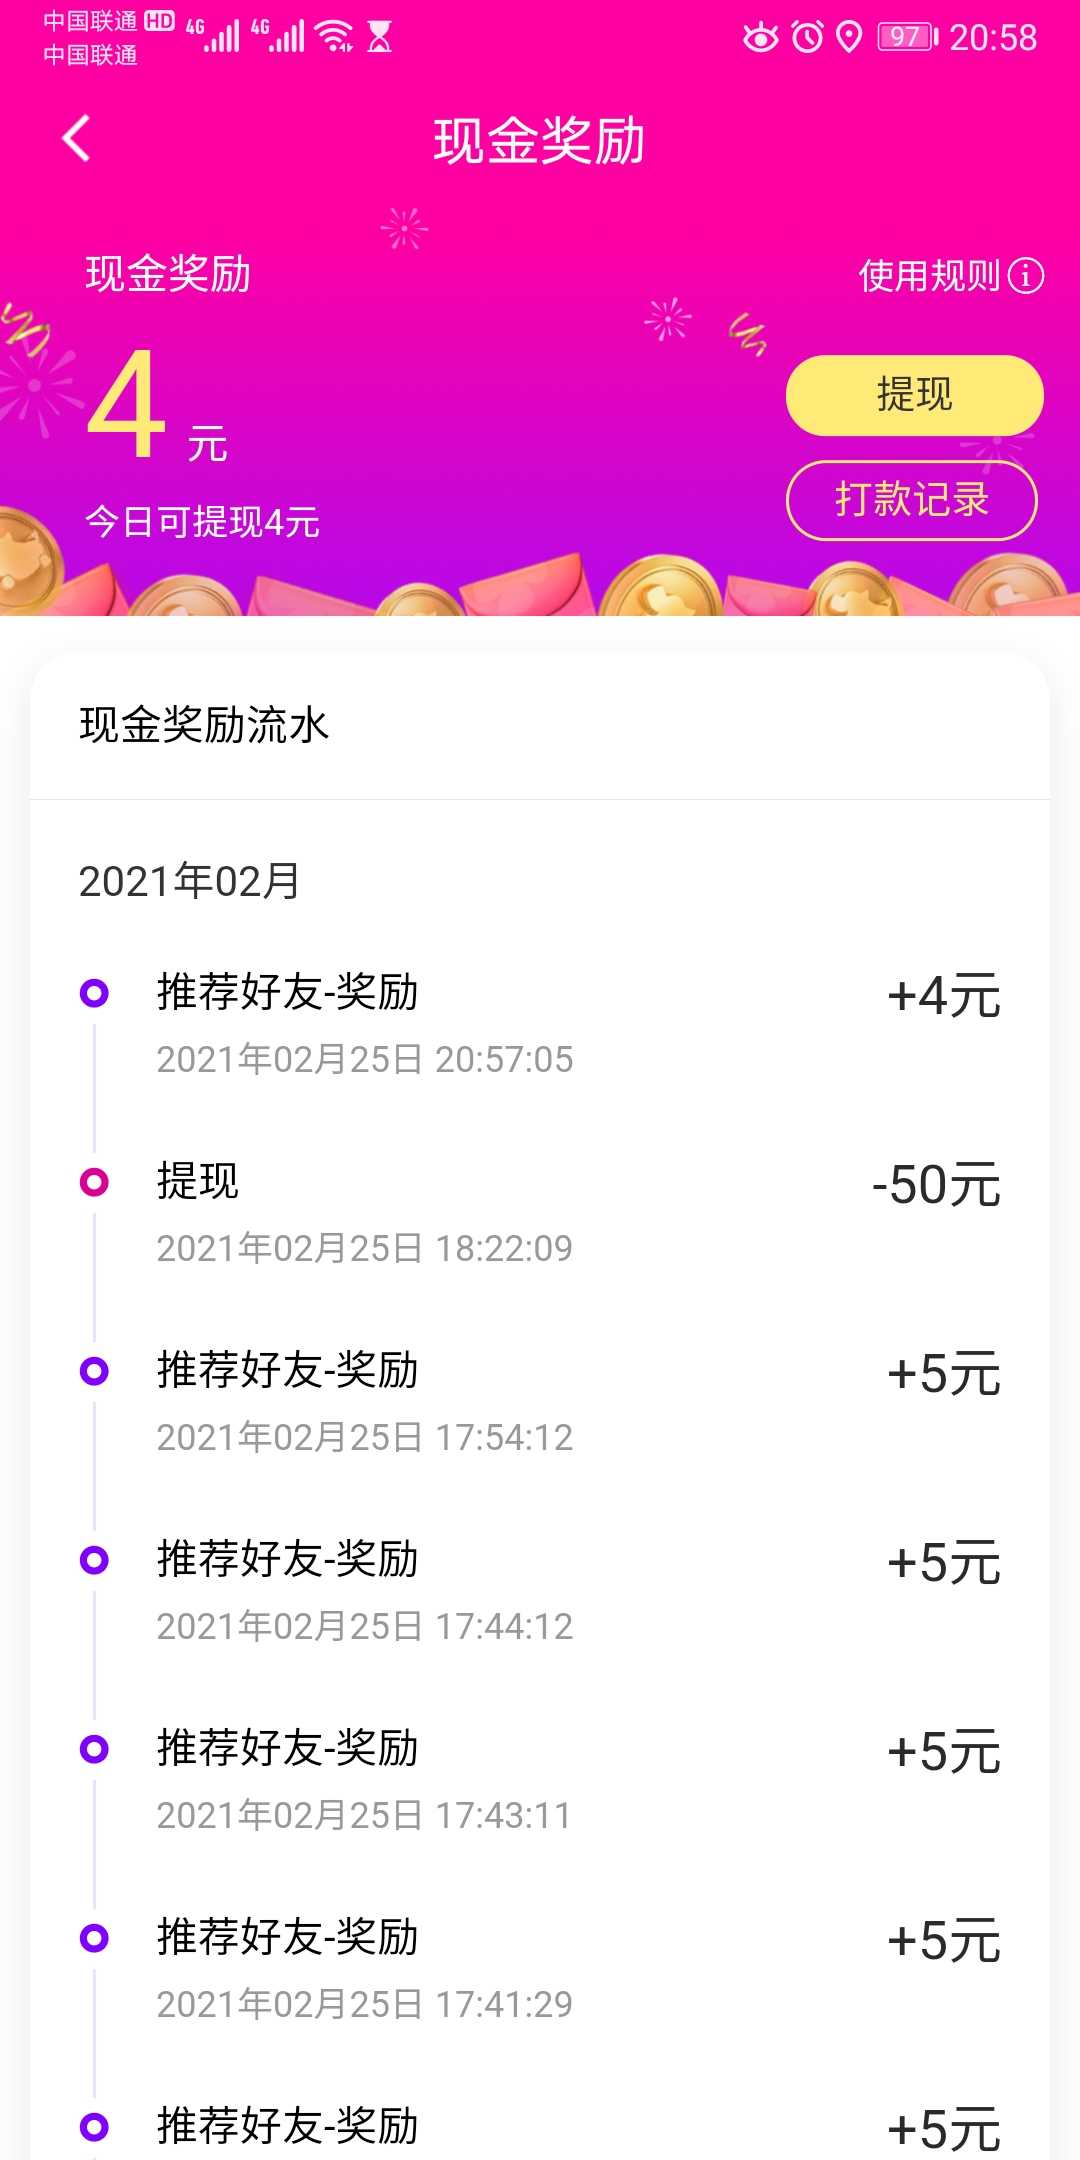 中国联通 HD 4G 4G 97 20:58
中国联通
现金奖励
现金奖励
使用规则
4 元
提现
打款记录
今日可提现4元
现金奖励流水
2021年02月
推荐好友-奖励 +4元
2021年02月25日 20:57:05
提现 -50元
2021年02月25日 18:22:09
推荐好友-奖励 +5元
2021年02月25日 17:54:12
推荐好友-奖励 +5元
2021年02月25日 17:44:12
推荐好友-奖励 +5元
2021年02月25日 17:43:11
推荐好友-奖励 +5元
2021年02月25日 17:41:29
推荐好友-奖励 +5元